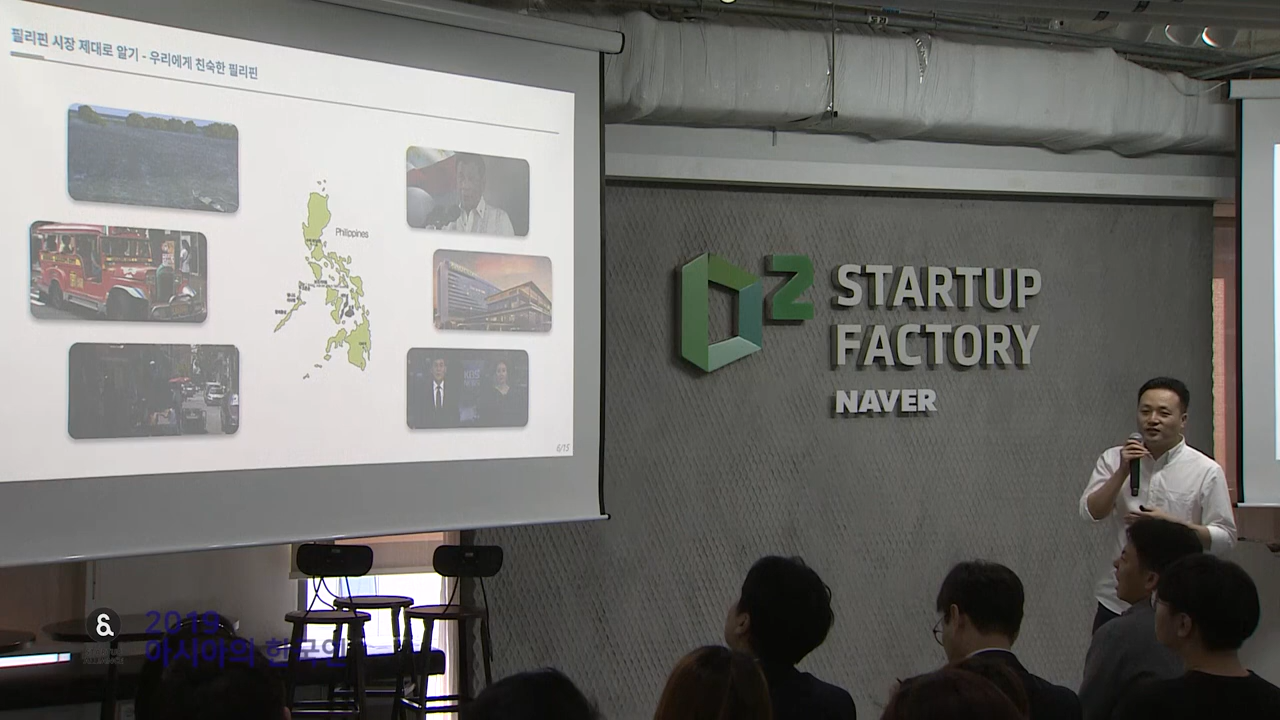 필리핀 시장 제대로 알기 - 우리에게 친숙한 필리핀
Philippines
6/15
D2 STARTUP
FACTORY
NAVER
2019
아시아의 한국인